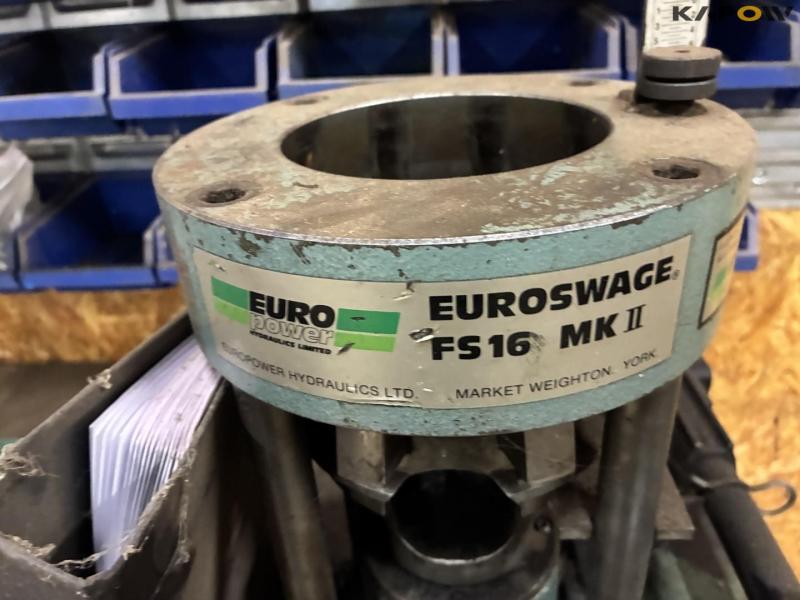 KAPOW
EURO
power
HYDRAULICS LIMITED
EUROSWAGE®
FS16 MK II
EUROPOWER HYDRAULICS LTD. MARKET WEIGHTON. YORK